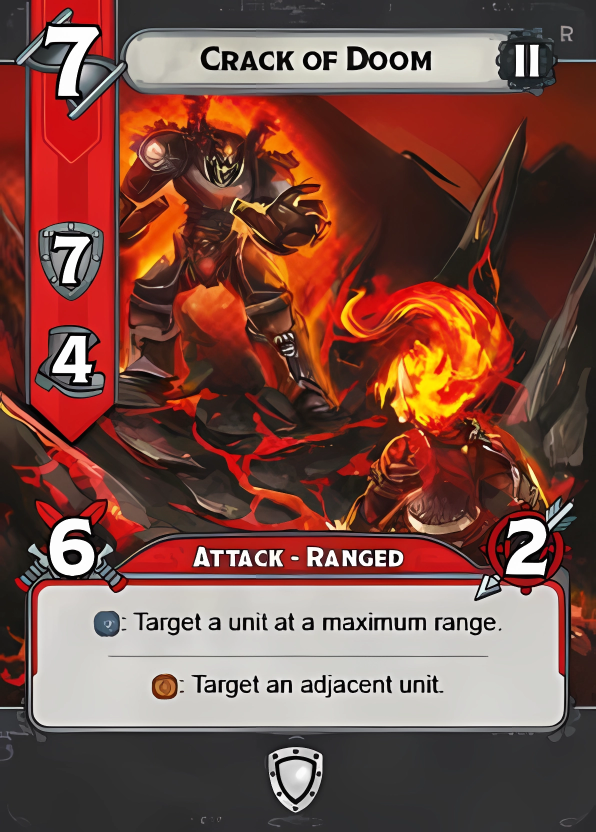 7
CRACK OF DOOM
II
R
7
4
6
ATTACK - RANGED
2
: Target a unit at a maximum range.
: Target an adjacent unit.